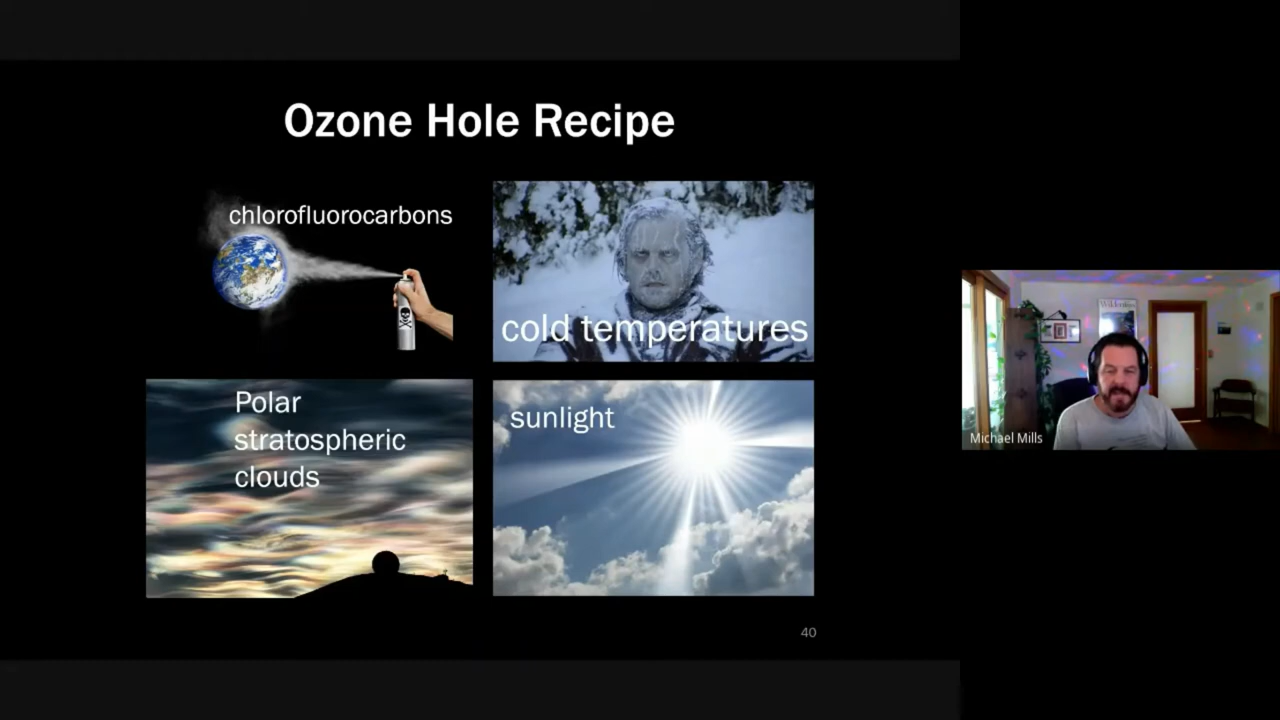 Ozone Hole Recipe
chlorofluorocarbons
cold temperatures
Polar
stratospheric
clouds
sunlight
40
Michael Mills